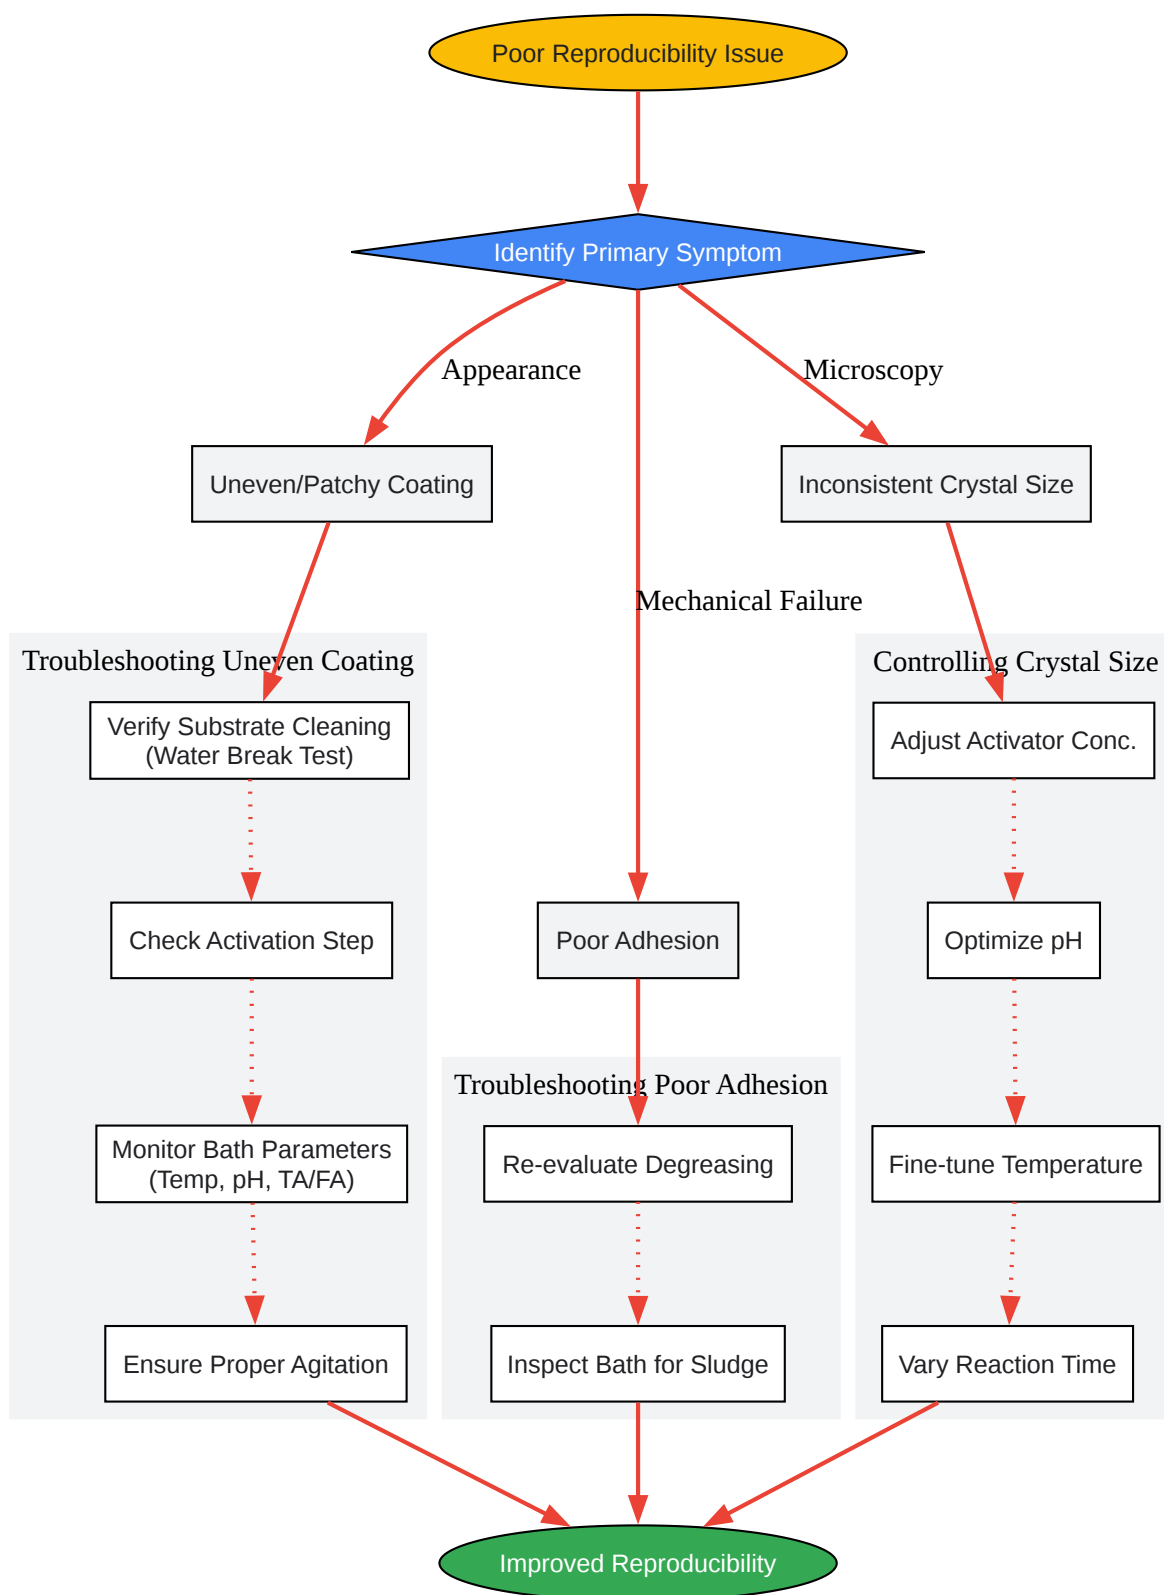 Poor Reproducibility Issue
Identify Primary Symptom
Appearance
Microscopy
Uneven/Patchy Coating
Inconsistent Crystal Size
Mechanical Failure
Troubleshooting Uneven Coating
Controlling Crystal Size
Verify Substrate Cleaning
(Water Break Test)
Adjust Activator Conc.
Check Activation Step
Poor Adhesion
Optimize pH
Troubleshooting Poor Adhesion
Monitor Bath Parameters
(Temp, pH, TA/FA)
Re-evaluate Degreasing
Fine-tune Temperature
Ensure Proper Agitation
Inspect Bath for Sludge
Vary Reaction Time
Improved Reproducibility